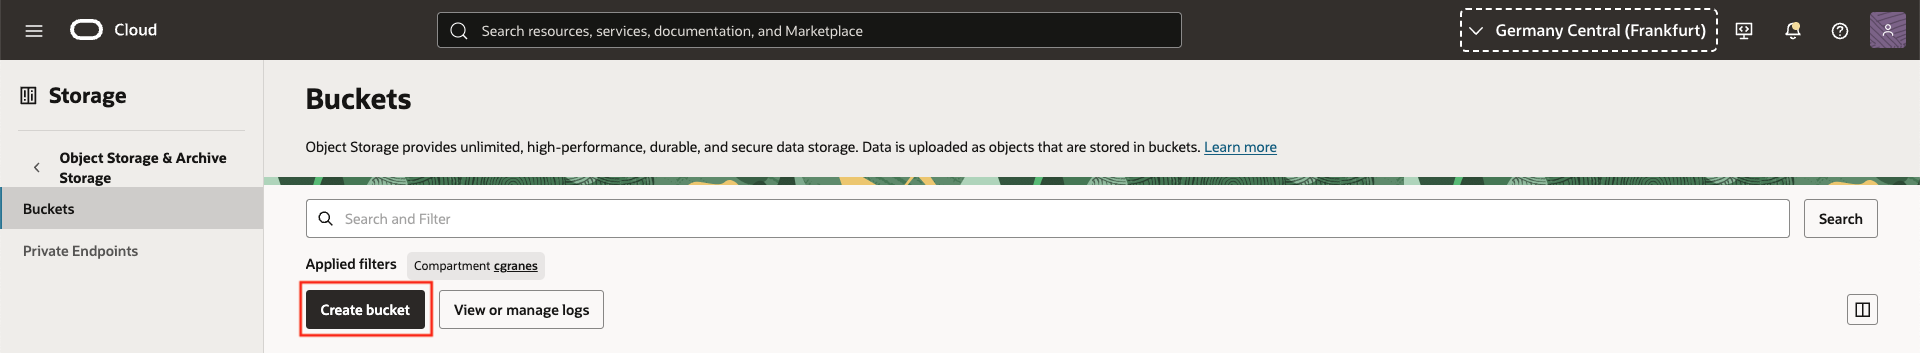 Cloud
Search resources, services, documentation, and Marketplace
Germany Central (Frankfurt)
Storage
Object Storage & Archive
Storage
Buckets
Private Endpoints
Buckets
Object Storage provides unlimited, high-performance, durable, and secure data storage. Data is uploaded as objects that are stored in buckets. Learn more
Search and Filter
Search
Applied filters
Compartment cgranes
Create bucket
View or manage logs